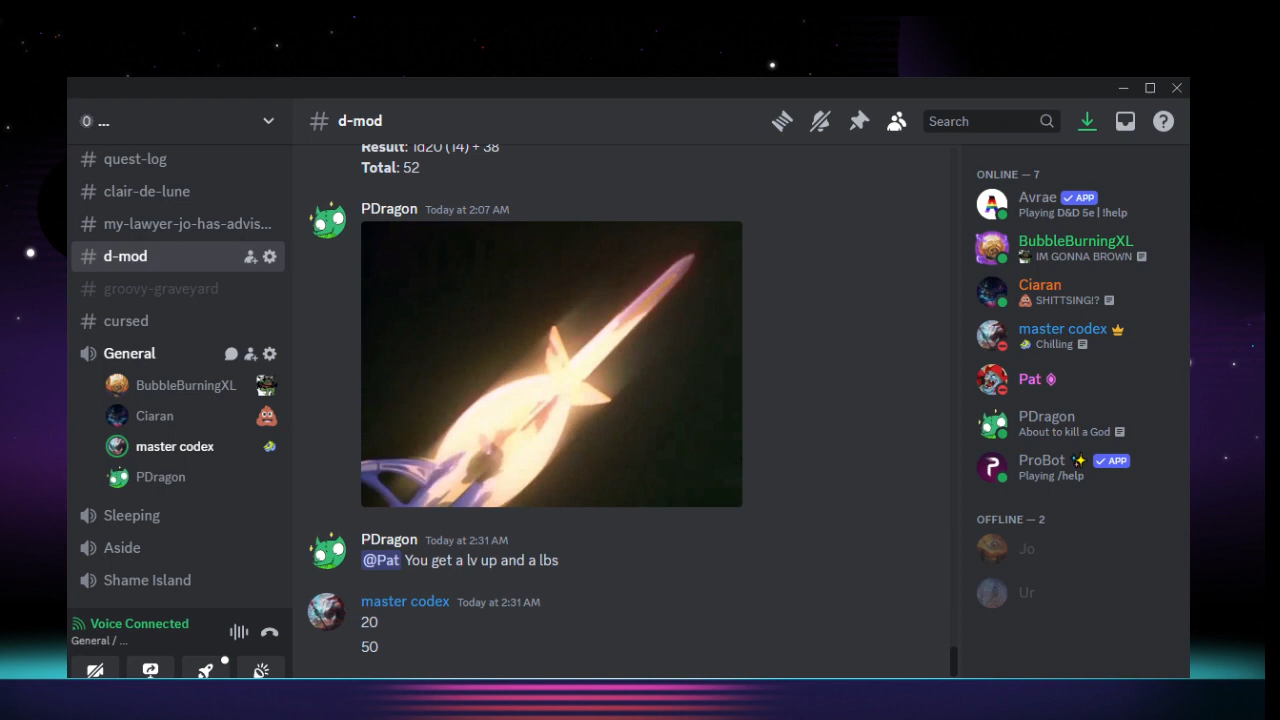 ...
d-mod
Search
quest-log
clair-de-lune
my-lawyer-jo-has-advis...
d-mod
groovy-graveyard
cursed
General
BubbleBurningXL
Ciaran
master codex
PDragon
Sleeping
Aside
Shame Island
Voice Connected
General / ...
Result: 1d20 (14) + 38
Total: 52
PDragon Today at 2:07 AM
PDragon Today at 2:31 AM
@Pat You get a lv up and a lbs
master codex Today at 2:31 AM
20
50
ONLINE — 7
Avrae APP
Playing D&D 5e | !help
BubbleBurningXL
IM GONNA BROWN
Ciaran
SHITTSING!?
master codex
Chilling
Pat
PDragon
About to kill a God
ProBot APP
Playing /help
OFFLINE — 2
Jo
Ur